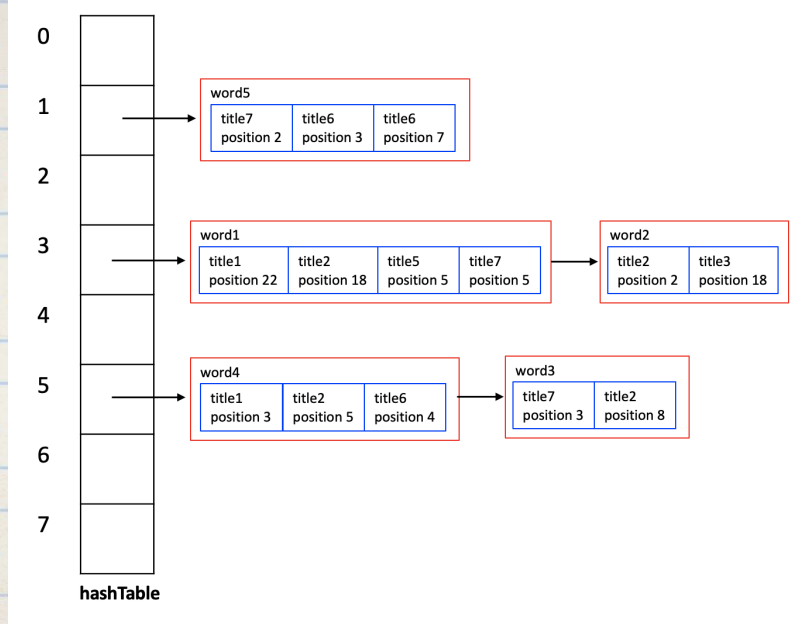 0
1
word5
title7 title6 title6
position 2 position 3 position 7
2
3
word1 word2
title1 title2 title5 title7 title2 title3
position 22 position 18 position 5 position 5 position 2 position 18
4
5
word4 word3
title1 title2 title6 title7 title2
position 3 position 5 position 4 position 3 position 8
6
7
hashTable